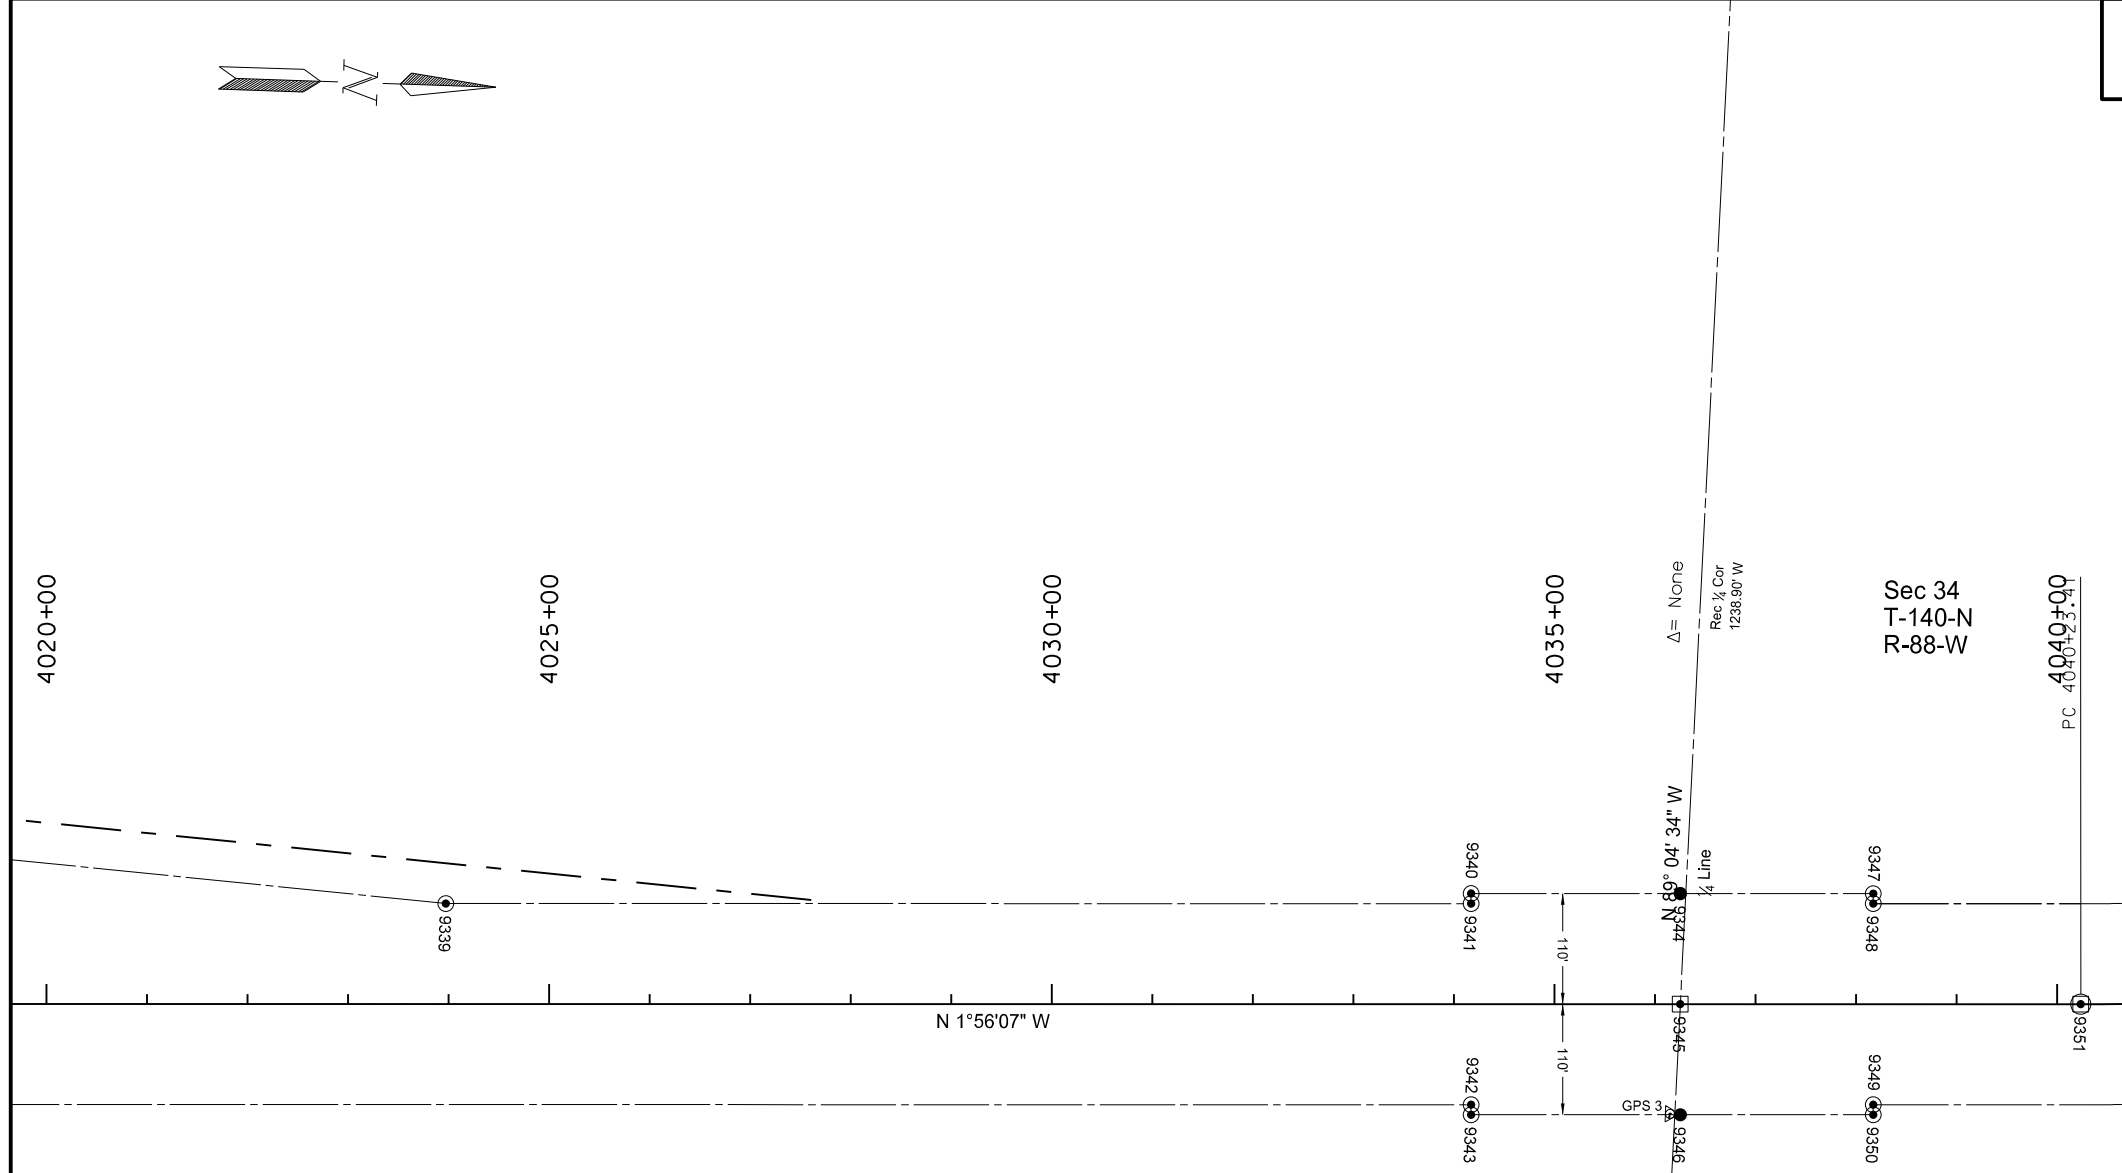 N
4020+00
4025+00
4030+00
4035+00
Δ= None
Rec ¼ Cor
1238.90' W
Sec 34
T-140-N
R-88-W
4040+00
PC 4040+23.41
N 89° 04' 34" W
¼ Line
9339
9340
9341
9344
9347
9348
110'
N 1°56'07" W
9345
9351
110'
9342
9343
GPS 3
9346
9349
9350